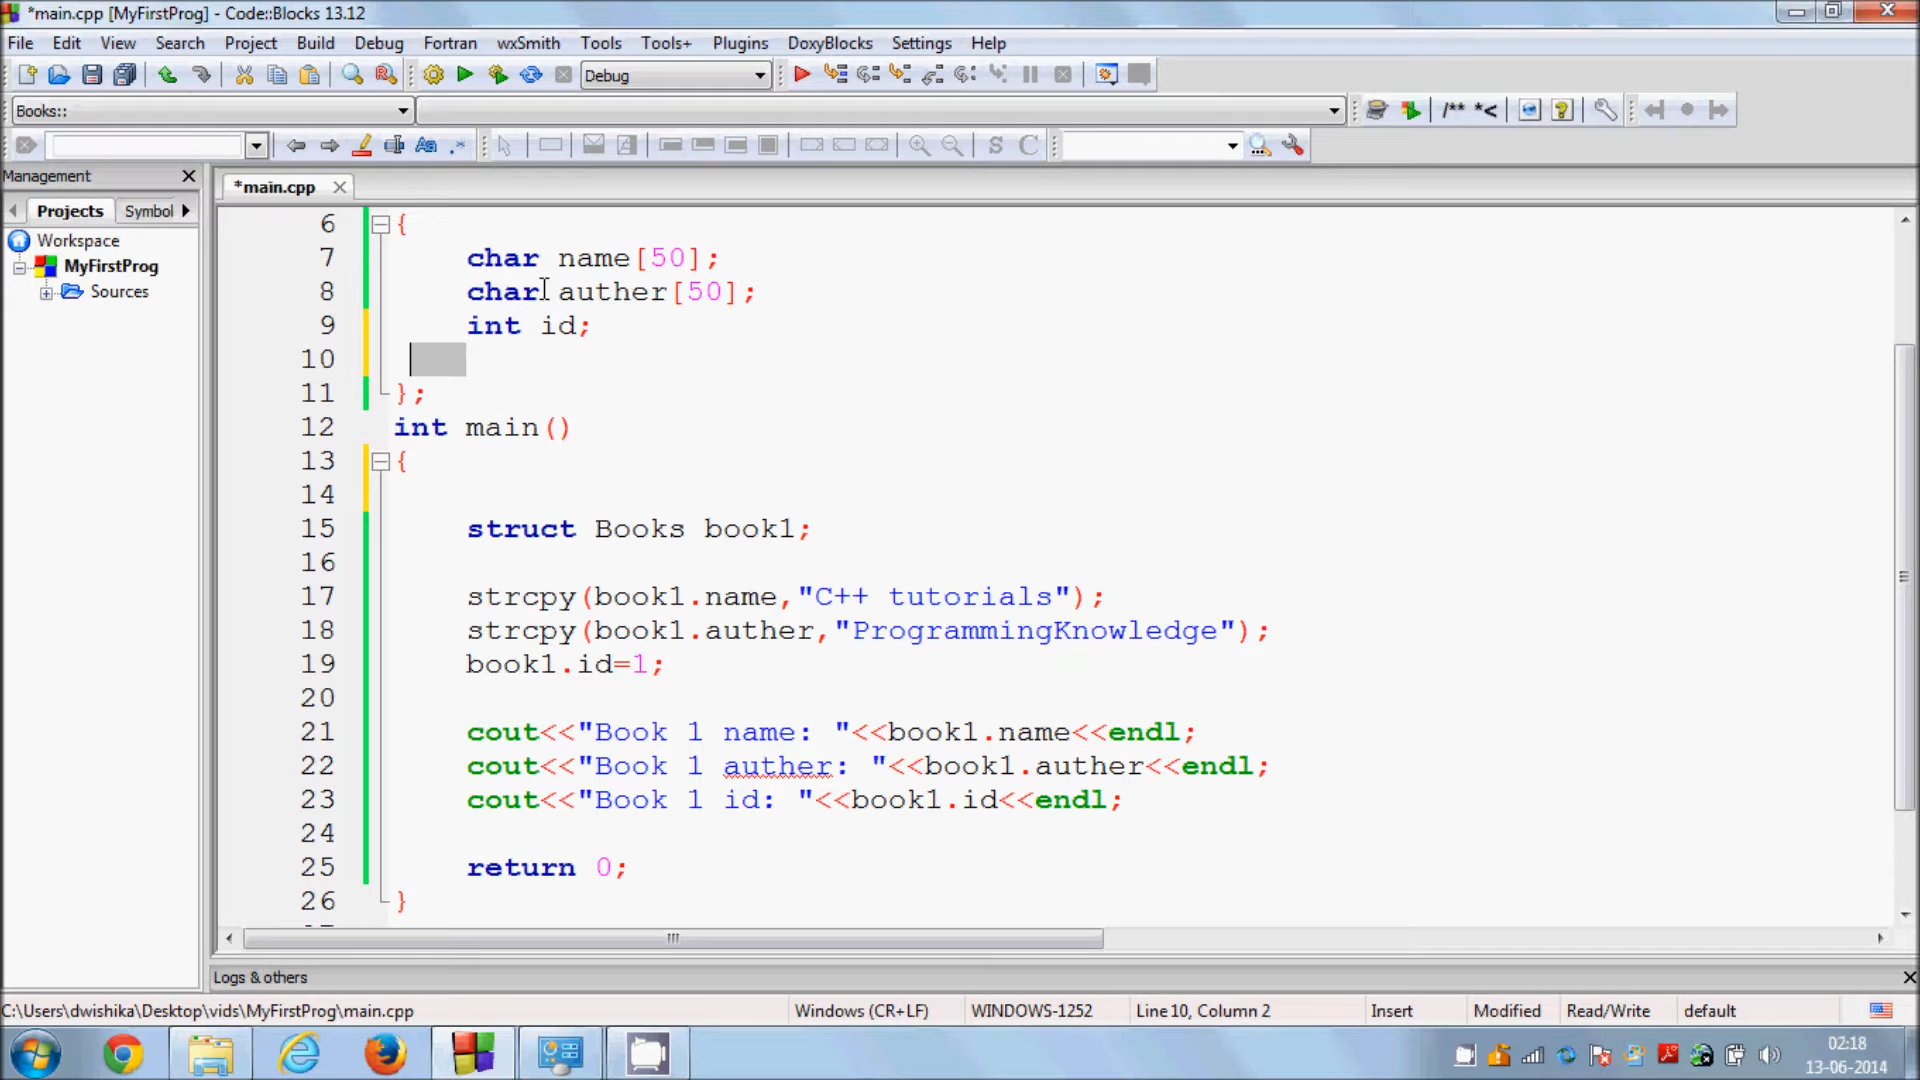 *main.cpp [MyFirstProg] - Code::Blocks 13.12
File Edit View Search Project Build Debug Fortran wxSmith Tools Tools+ Plugins DoxyBlocks Settings Help
Debug
Books::
/** *<
S C
Management
*main.cpp
Projects Symbol
Workspace
MyFirstProg
Sources
6 {
7 char name[50];
8 char auther[50];
9 int id;
10
11 };
12 int main()
13 {
14
15 struct Books book1;
16
17 strcpy(book1.name,"C++ tutorials");
18 strcpy(book1.auther,"ProgrammingKnowledge");
19 book1.id=1;
20
21 cout<<"Book 1 name: "<<book1.name<<endl;
22 cout<<"Book 1 auther: "<<book1.auther<<endl;
23 cout<<"Book 1 id: "<<book1.id<<endl;
24
25 return 0;
26 }
Logs & others
C:\Users\dwishika\Desktop\vids\MyFirstProg\main.cpp Windows (CR+LF) WINDOWS-1252 Line 10, Column 2 Insert Modified Read/Write default
02:18
13-06-2014